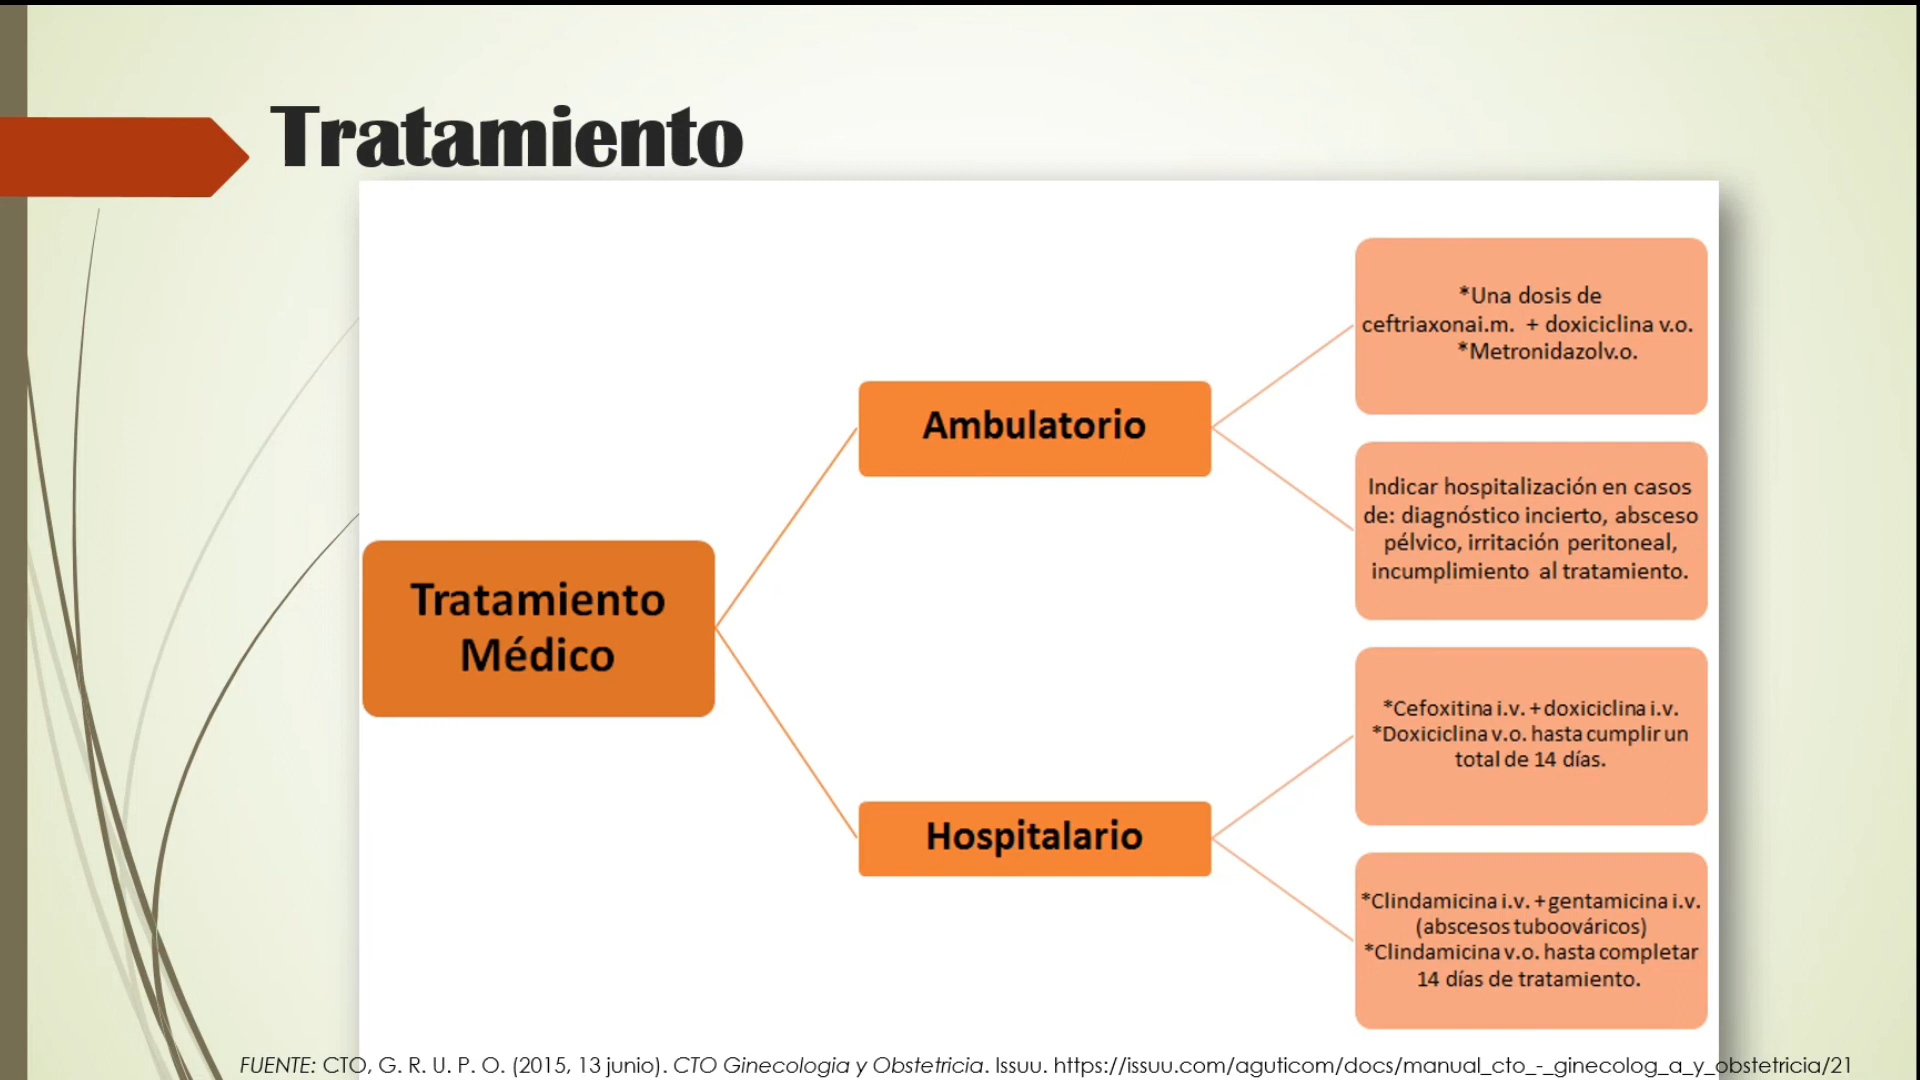 Tratamiento
*Una dosis de
ceftriaxonai.m. + doxiciclina v.o.
*Metronidazolv.o.
Ambulatorio
Indicar hospitalización en casos
de: diagnóstico incierto, absceso
pélvico, irritación peritoneal,
incumplimiento al tratamiento.
Tratamiento
Médico
*Cefoxitina i.v. + doxiciclina i.v.
*Doxiciclina v.o. hasta cumplir un
total de 14 días.
Hospitalario
*Clindamicina i.v. + gentamicina i.v.
(abscesos tuboováricos)
*Clindamicina v.o. hasta completar
14 días de tratamiento.
FUENTE: CTO, G. R. U. P. O. (2015, 13 junio). CTO Ginecologia y Obstetricia. Issuu. https://issuu.com/aguticom/docs/manual_cto_-_ginecolog_a_y_obstetricia/21